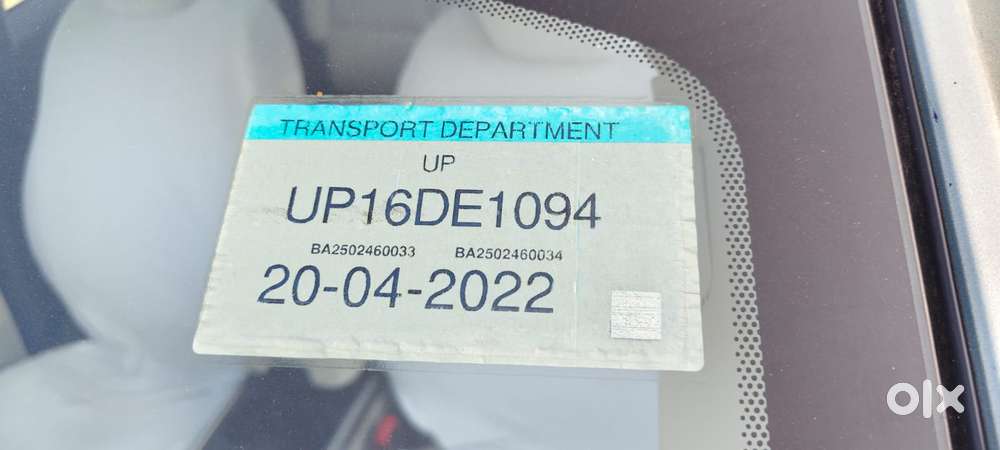 TRANSPORT DEPARTMENT
UP
UP16DE1094
BA2502460033 BA2502460034
20-04-2022
olx